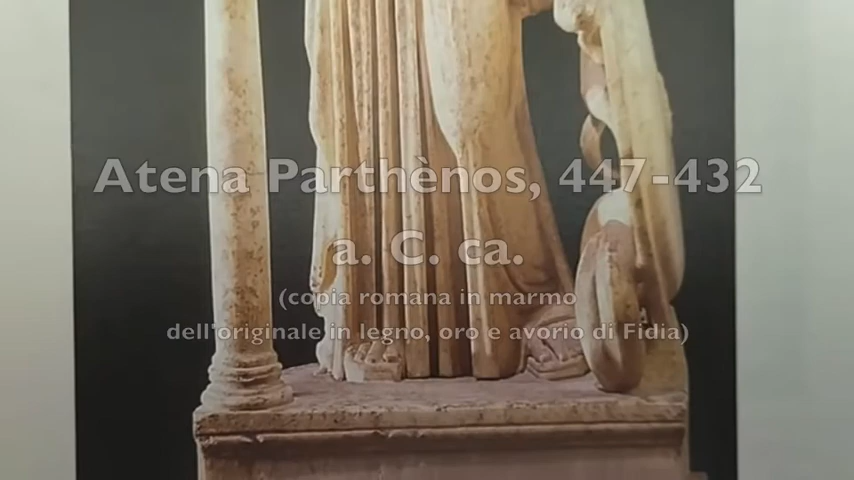 Atena Parthènos, 447-432
a. C. ca.
(copia romana in marmo
dell'originale in legno, oro e avorio di Fidia)